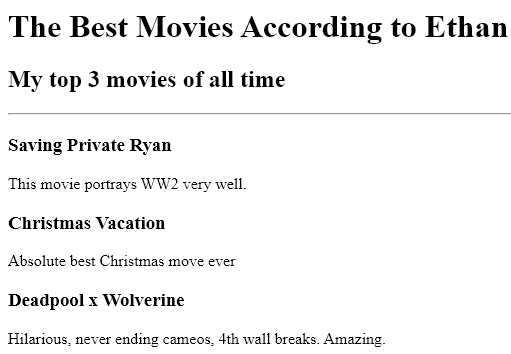 The Best Movies According to Ethan
My top 3 movies of all time
Saving Private Ryan
This movie portrays WW2 very well.
Christmas Vacation
Absolute best Christmas move ever
Deadpool x Wolverine
Hilarious, never ending cameos, 4th wall breaks. Amazing.